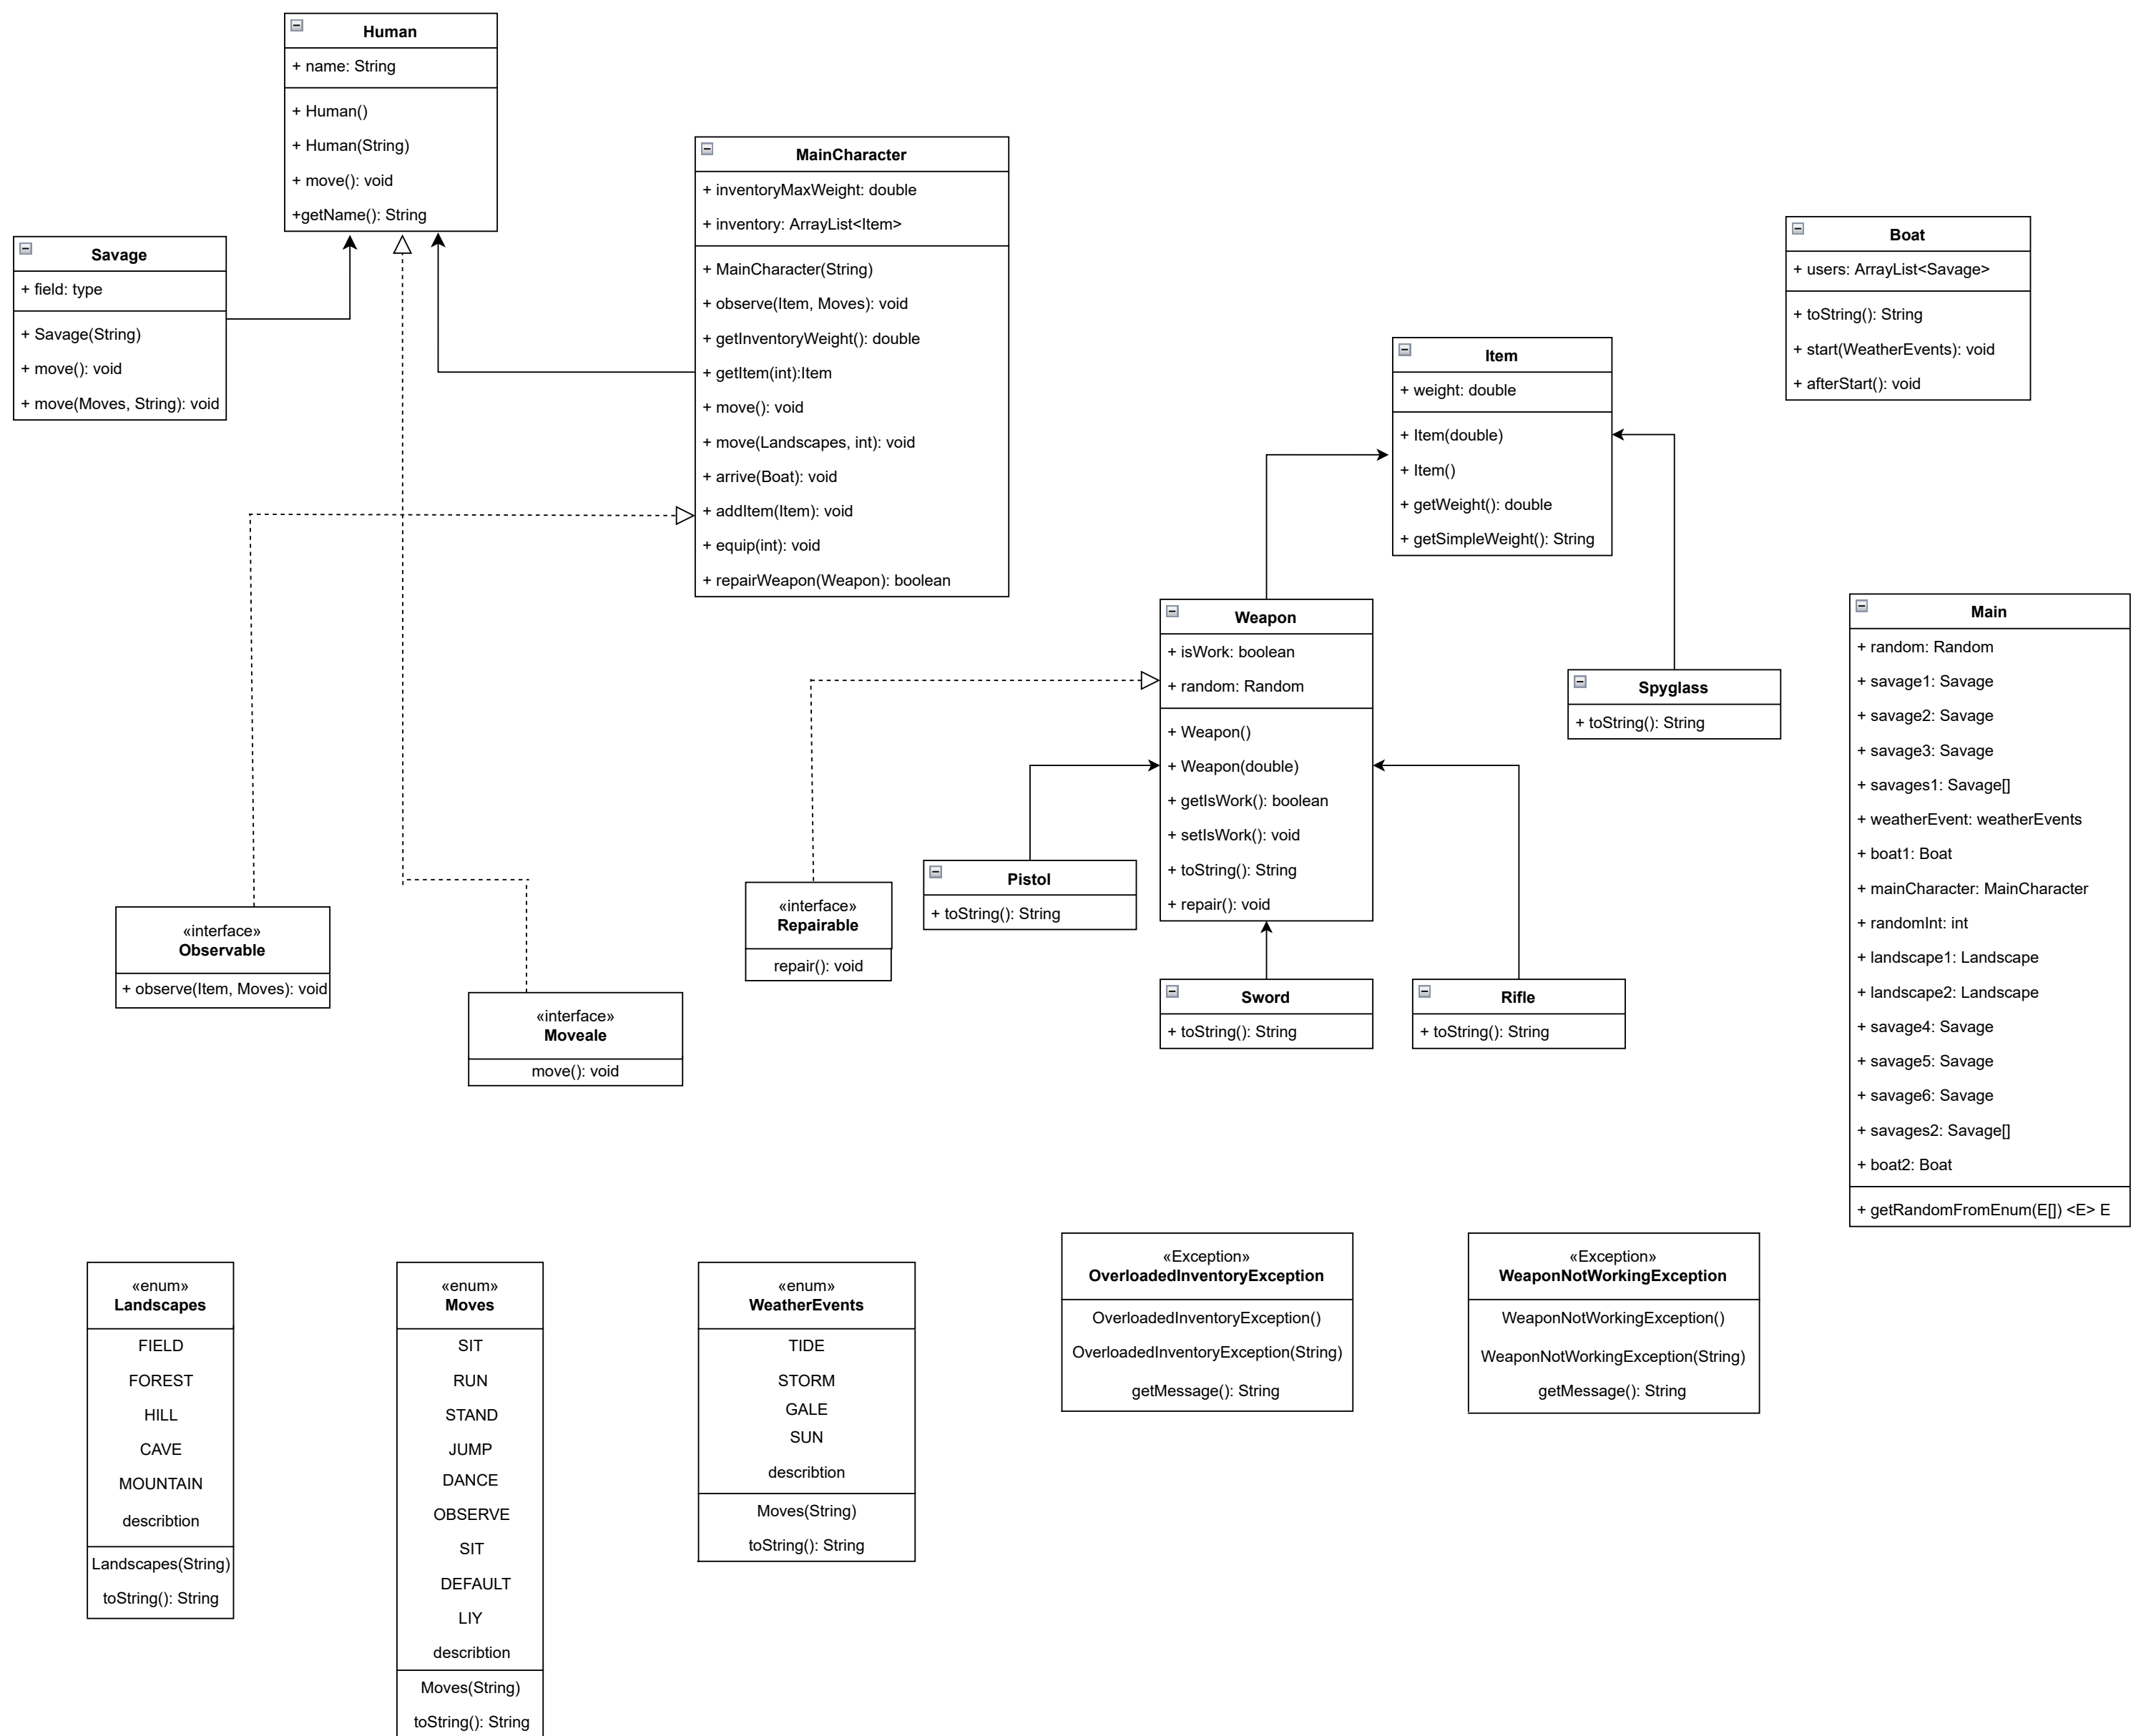 Human
+ name: String
+ Human()
+ Human(String)
+ move(): void
+getName(): String
Savage
+ field: type
+ Savage(String)
+ move(): void
+ move(Moves, String): void
MainCharacter
+ inventoryMaxWeight: double
+ inventory: ArrayList<Item>
+ MainCharacter(String)
+ observe(Item, Moves): void
+ getInventoryWeight(): double
+ getItem(int):Item
+ move(): void
+ move(Landscapes, int): void
+ arrive(Boat): void
+ addItem(Item): void
+ equip(int): void
+ repairWeapon(Weapon): boolean
Boat
+ users: ArrayList<Savage>
+ toString(): String
+ start(WeatherEvents): void
+ afterStart(): void
Item
+ weight: double
+ Item(double)
+ Item()
+ getWeight(): double
+ getSimpleWeight(): String
Weapon
+ isWork: boolean
+ random: Random
+ Weapon()
+ Weapon(double)
+ getIsWork(): boolean
+ setIsWork(): void
+ toString(): String
+ repair(): void
Spyglass
+ toString(): String
Main
+ random: Random
+ savage1: Savage
+ savage2: Savage
+ savage3: Savage
+ savages1: Savage[]
+ weatherEvent: weatherEvents
+ boat1: Boat
+ mainCharacter: MainCharacter
+ randomInt: int
+ landscape1: Landscape
+ landscape2: Landscape
+ savage4: Savage
+ savage5: Savage
+ savage6: Savage
+ savages2: Savage[]
+ boat2: Boat
+ getRandomFromEnum(E[]) <E> E
Pistol
+ toString(): String
«interface»
Repairable
repair(): void
«interface»
Observable
+ observe(Item, Moves): void
«interface»
Moveale
move(): void
Sword
+ toString(): String
Rifle
+ toString(): String
«enum»
Landscapes
FIELD
FOREST
HILL
CAVE
MOUNTAIN
describtion
Landscapes(String)
toString(): String
«enum»
Moves
SIT
RUN
STAND
JUMP
DANCE
OBSERVE
SIT
DEFAULT
LIY
describtion
Moves(String)
toString(): String
«enum»
WeatherEvents
TIDE
STORM
GALE
SUN
describtion
Moves(String)
toString(): String
«Exception»
OverloadedInventoryException
OverloadedInventoryException()
OverloadedInventoryException(String)
getMessage(): String
«Exception»
WeaponNotWorkingException
WeaponNotWorkingException()
WeaponNotWorkingException(String)
getMessage(): String